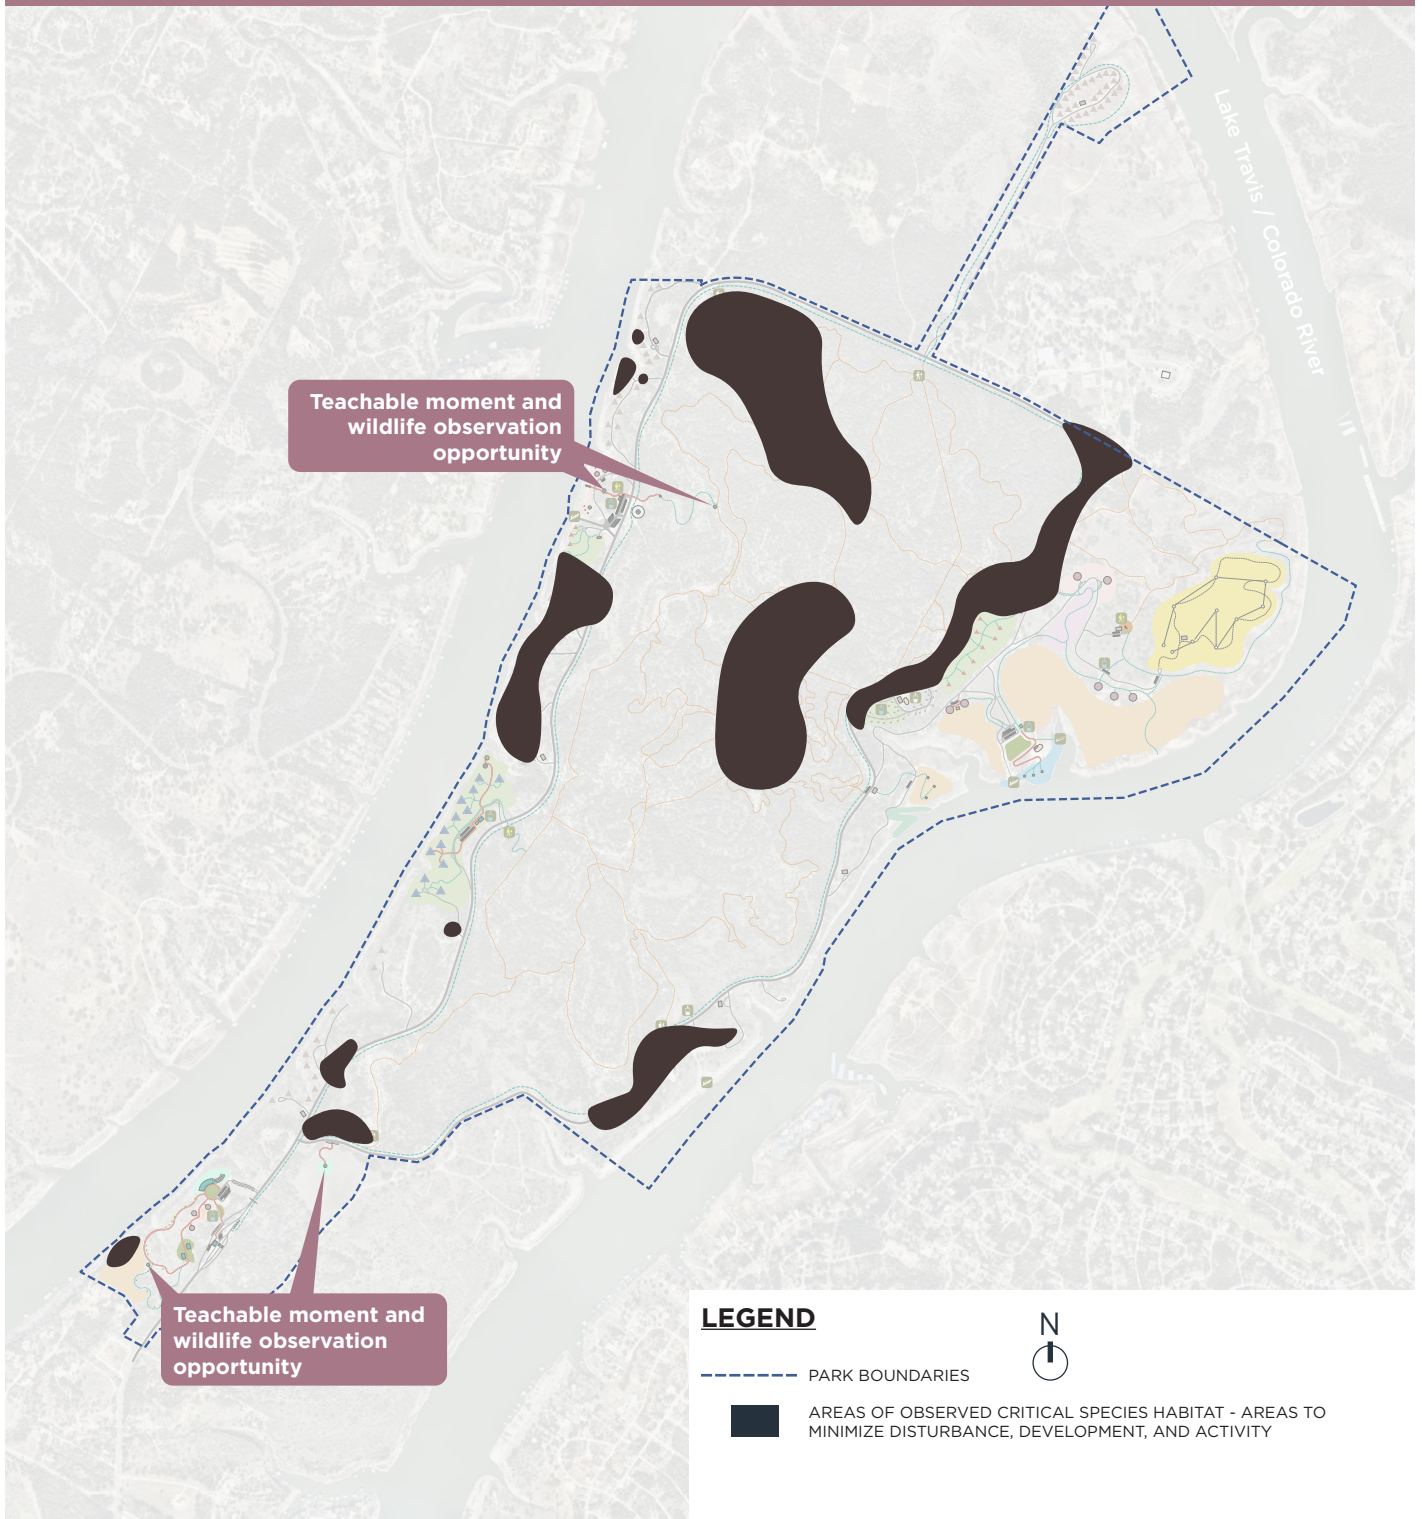 Lake Travis / Colorado River
Teachable moment and
wildlife observation
opportunity
Teachable moment and
wildlife observation
opportunity
LEGEND
N
PARK BOUNDARIES
AREAS OF OBSERVED CRITICAL SPECIES HABITAT - AREAS TO
MINIMIZE DISTURBANCE, DEVELOPMENT, AND ACTIVITY